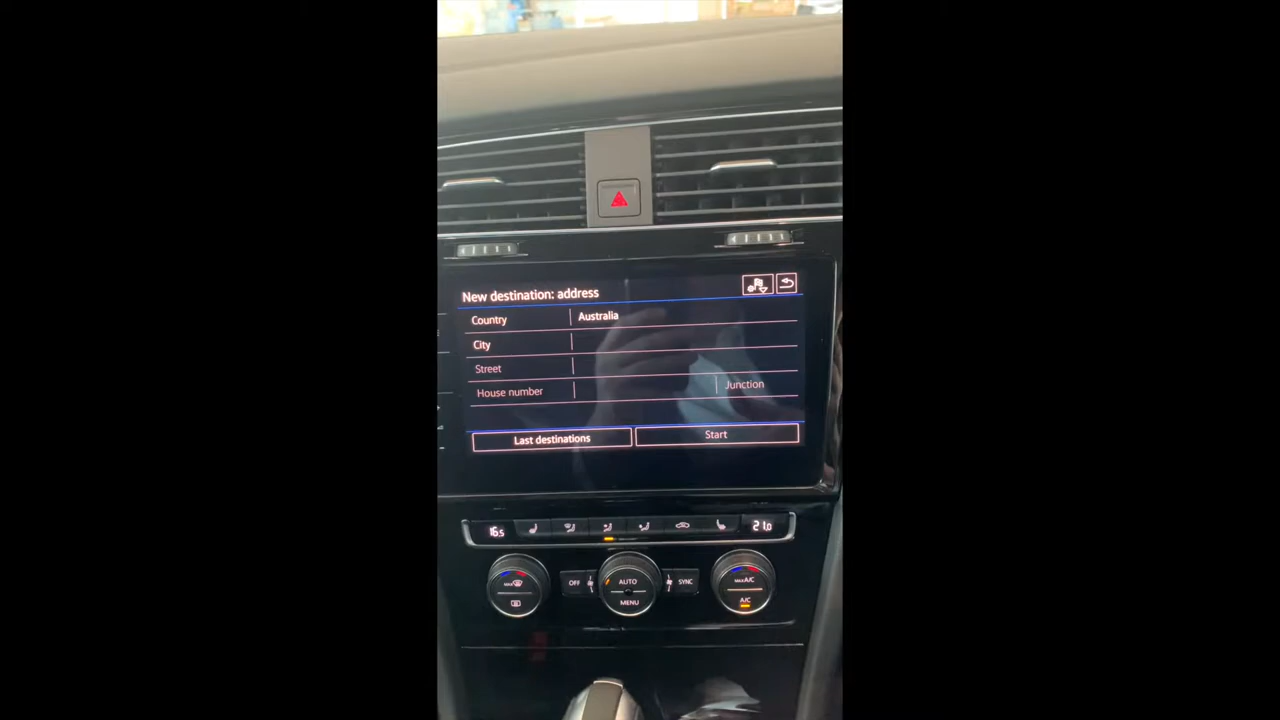 New destination: address
Country Australia
City
Street
House number Junction
Last destinations Start
16.5 21.0
OFF AUTO SYNC MAX A/C
MENU A/C